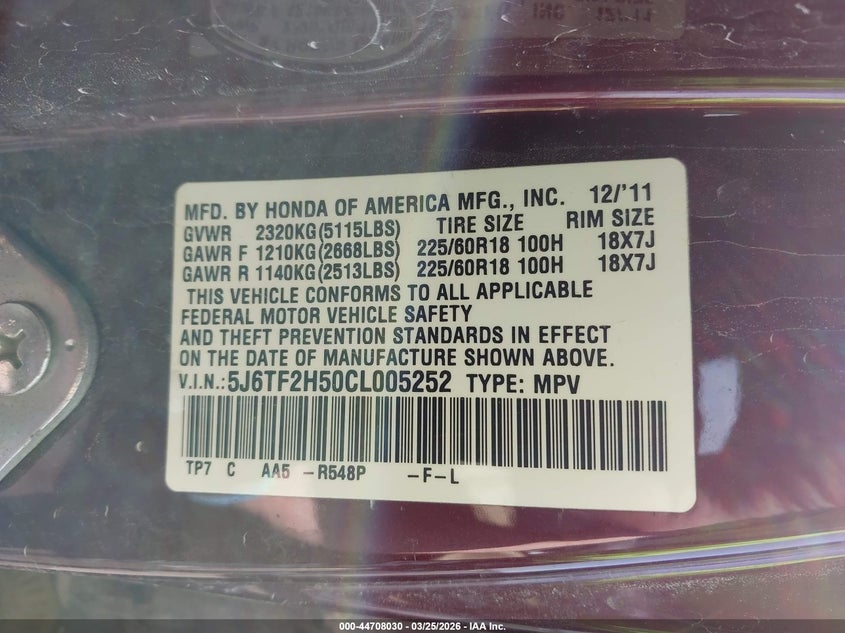 MFD. BY HONDA OF AMERICA MFG., INC. 12/'11
GVWR 2320KG(5115LBS) TIRE SIZE RIM SIZE
GAWR F 1210KG(2668LBS) 225/60R18 100H 18X7J
GAWR R 1140KG(2513LBS) 225/60R18 100H 18X7J
THIS VEHICLE CONFORMS TO ALL APPLICABLE
FEDERAL MOTOR VEHICLE SAFETY
AND THEFT PREVENTION STANDARDS IN EFFECT
ON THE DATE OF MANUFACTURE SHOWN ABOVE.
V.I.N.:5J6TF2H50CL005252 TYPE: MPV
TP7 C AA5 -R548P -F-L
000-44708030 — 03/25/2026 — IAA Inc.